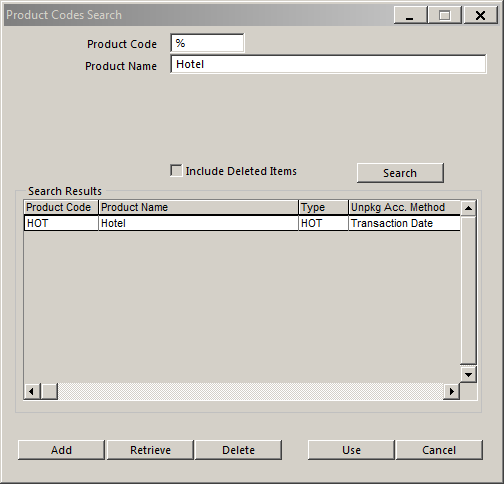 Product Codes Search
Product Code %
Product Name Hotel
Include Deleted Items Search
Search Results
Product Code Product Name Type Unpkg Acc. Method
HOT Hotel HOT Transaction Date
Add Retrieve Delete Use Cancel